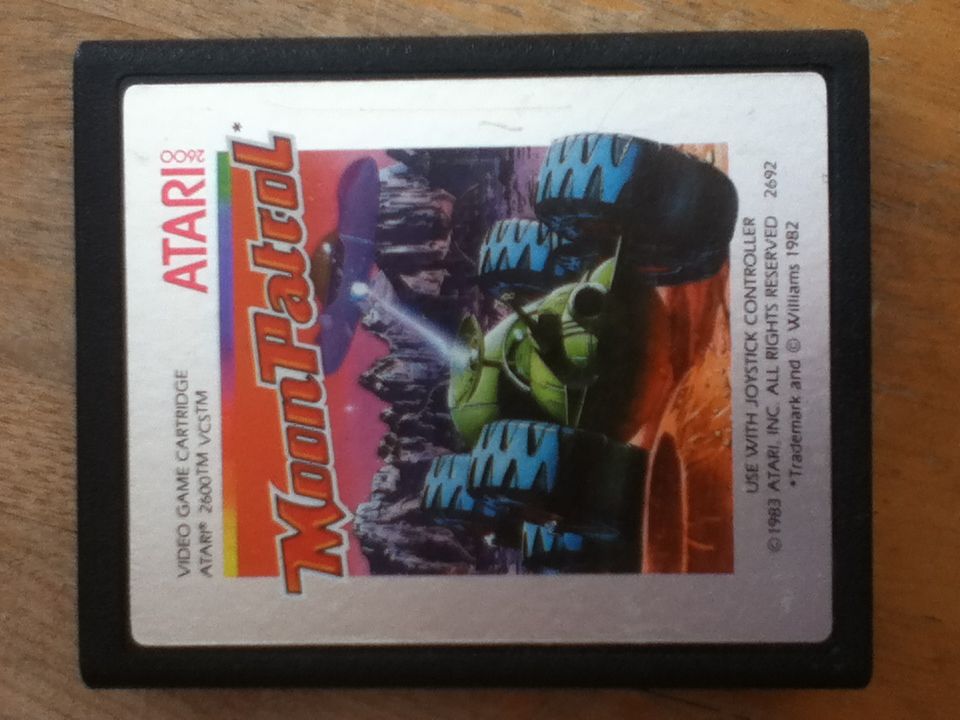 VIDEO GAME CARTRIDGE
ATARI® 2600TM VCSTM
ATARI 2600
Moon Patrol*
USE WITH JOYSTICK CONTROLLER
©1983 ATARI, INC. ALL RIGHTS RESERVED 2692
*Trademark and © Williams 1982